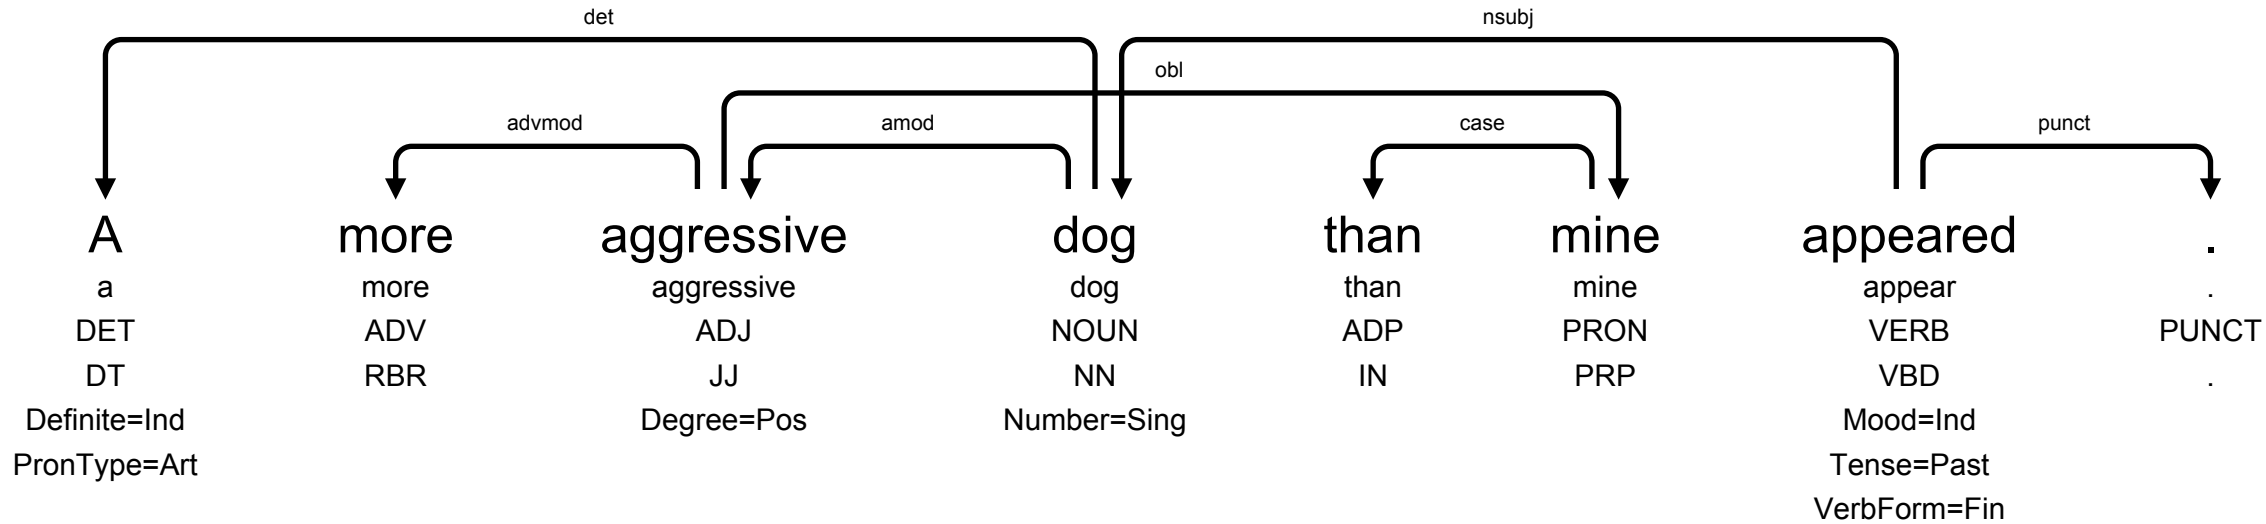 det nsubj
obl
advmod amod case punct
A more aggressive dog than mine appeared .
a more aggressive dog than mine appear .
DET ADV ADJ NOUN ADP PRON VERB PUNCT
DT RBR JJ NN IN PRP VBD .
Definite=Ind Degree=Pos Number=Sing Mood=Ind
PronType=Art Tense=Past
VerbForm=Fin